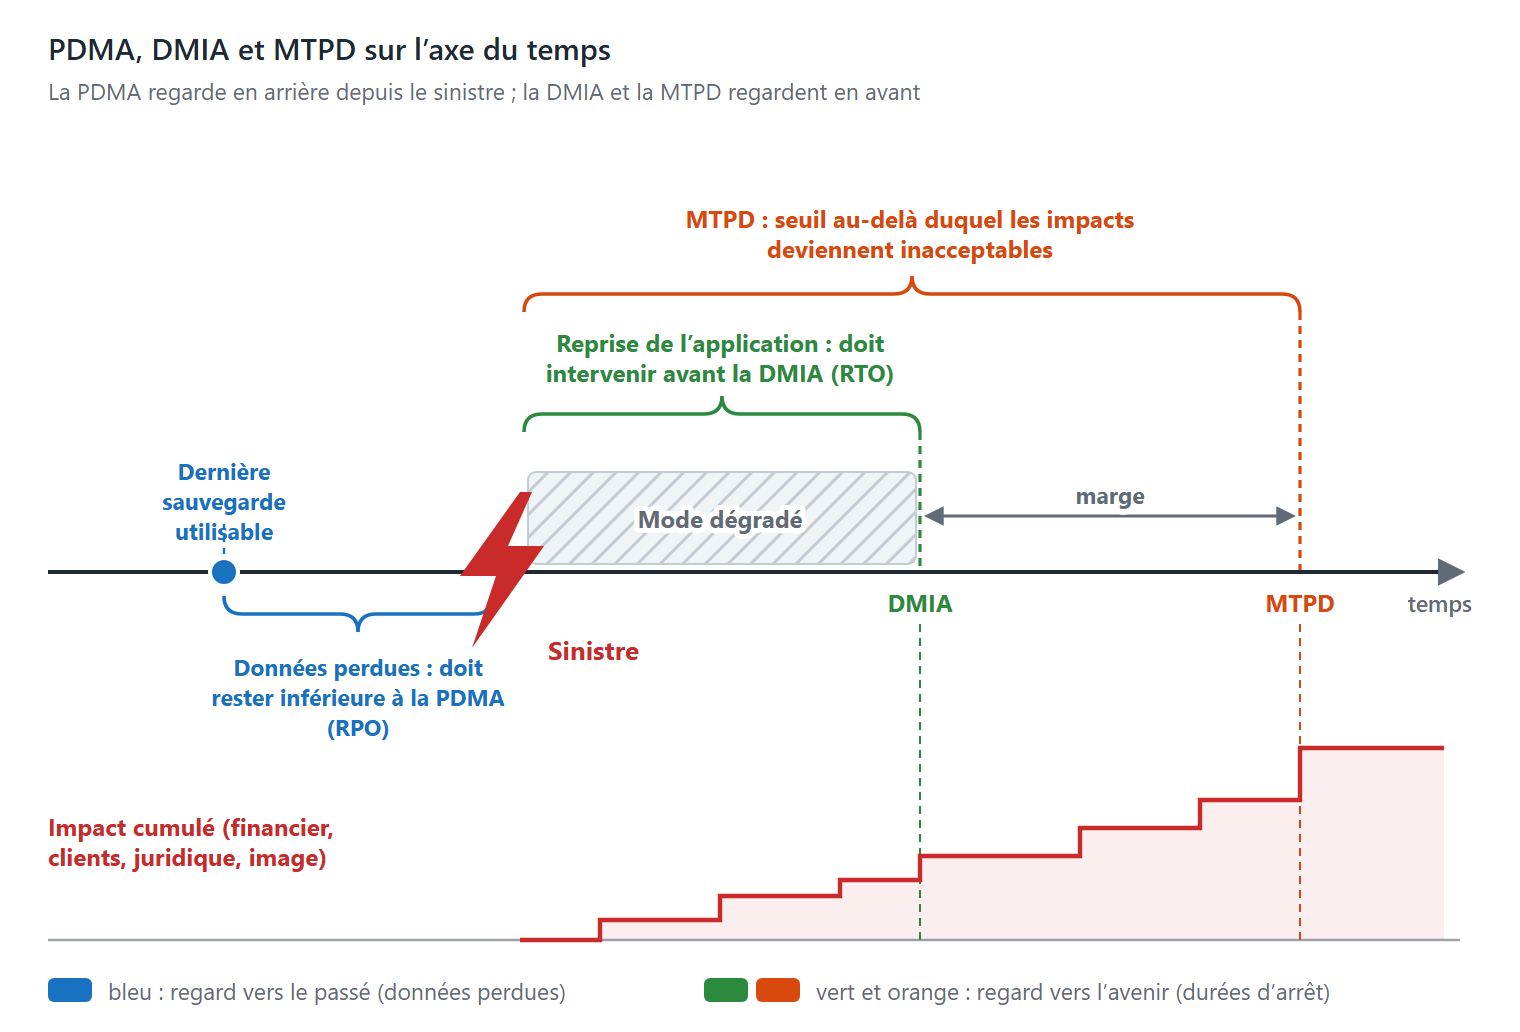 PDMA, DMIA et MTPD sur l’axe du temps
La PDMA regarde en arrière depuis le sinistre ; la DMIA et la MTPD regardent en avant
MTPD : seuil au-delà duquel les impacts
deviennent inacceptables
Reprise de l’application : doit
intervenir avant la DMIA (RTO)
Dernière
sauvegarde
utilisable
Mode dégradé
marge
DMIA
MTPD
temps
Sinistre
Données perdues : doit
rester inférieure à la PDMA
(RPO)
Impact cumulé (financier,
clients, juridique, image)
bleu : regard vers le passé (données perdues)
vert et orange : regard vers l’avenir (durées d’arrêt)